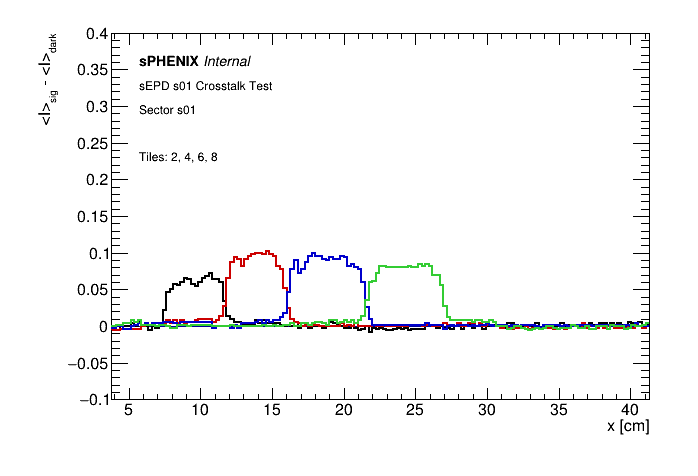 <I>sig - <I>dark
0.4
0.35
0.3
0.25
0.2
0.15
0.1
0.05
0
−0.05
−0.1
sPHENIX Internal
sEPD s01 Crosstalk Test
Sector s01
Tiles: 2, 4, 6, 8
5 10 15 20 25 30 35 40
x [cm]